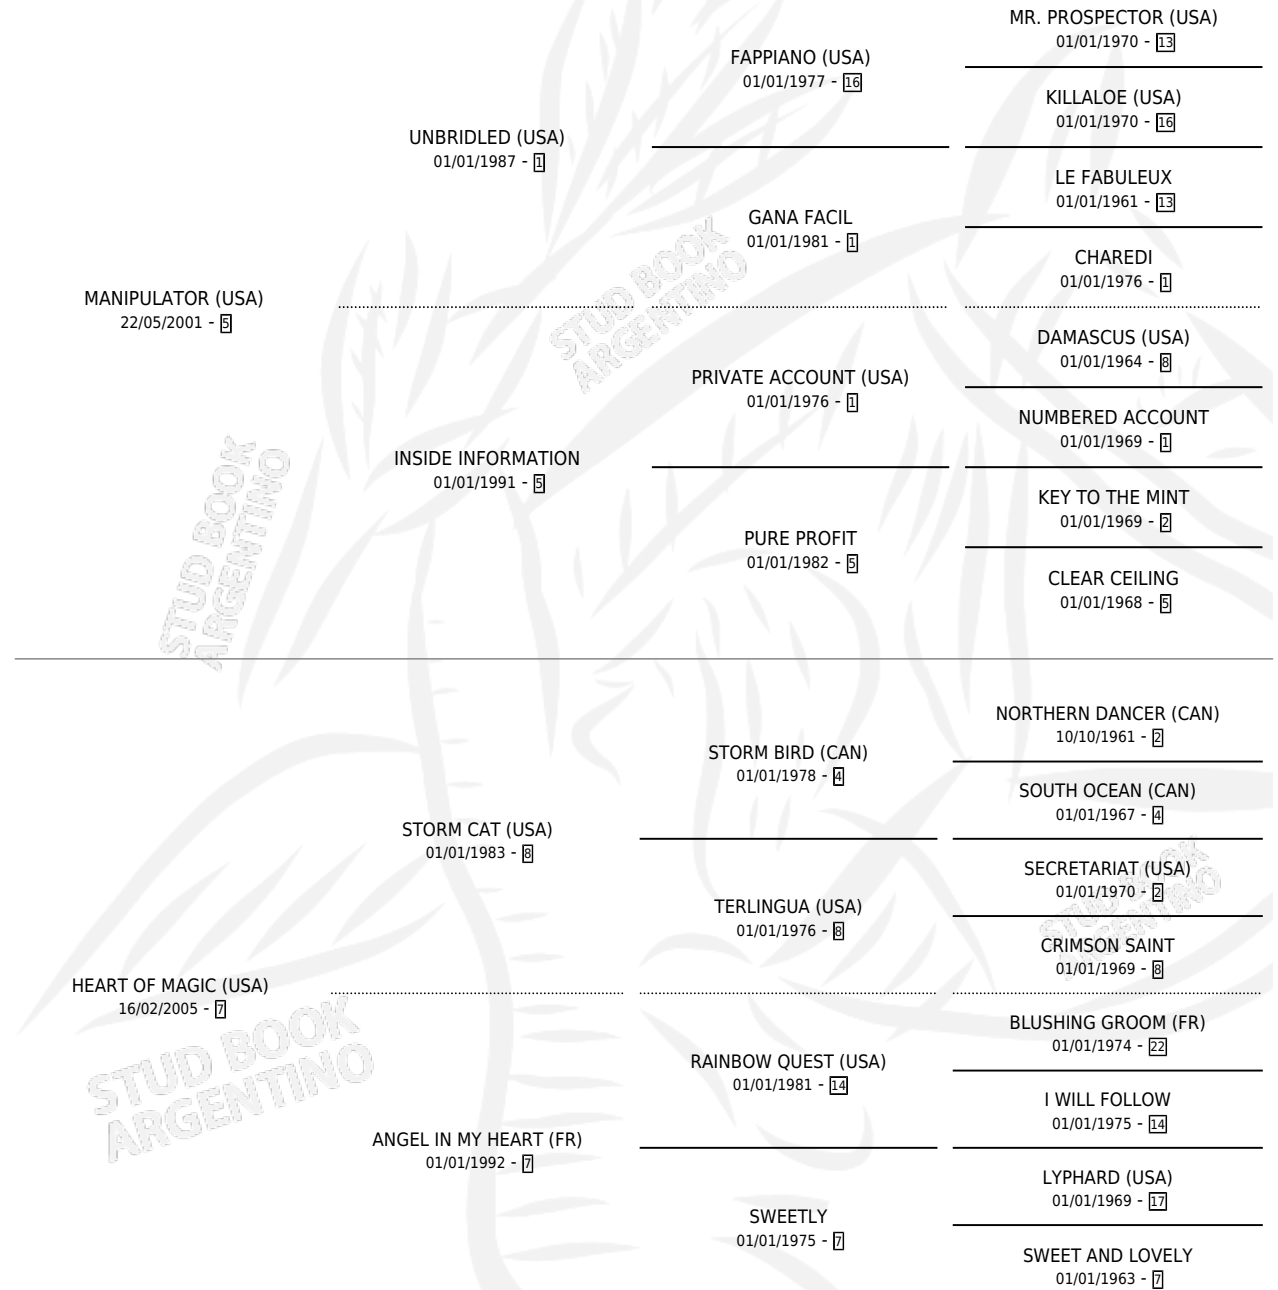 MR. PROSPECTOR (USA)
01/01/1970 - 13
FAPPIANO (USA)
01/01/1977 - 16
KILLALOE (USA)
01/01/1970 - 16
UNBRIDLED (USA)
01/01/1987 - 1
LE FABULEUX
01/01/1961 - 13
GANA FACIL
01/01/1981 - 1
CHAREDI
01/01/1976 - 1
MANIPULATOR (USA)
22/05/2001 - 5
DAMASCUS (USA)
01/01/1964 - 8
PRIVATE ACCOUNT (USA)
01/01/1976 - 1
NUMBERED ACCOUNT
01/01/1969 - 1
INSIDE INFORMATION
01/01/1991 - 5
KEY TO THE MINT
01/01/1969 - 2
PURE PROFIT
01/01/1982 - 5
CLEAR CEILING
01/01/1968 - 5
STUD BOOK
ARGENTINO
STUD BOOK
ARGENTINO
NORTHERN DANCER (CAN)
10/10/1961 - 2
STORM BIRD (CAN)
01/01/1978 - 4
SOUTH OCEAN (CAN)
01/01/1967 - 4
STORM CAT (USA)
01/01/1983 - 8
SECRETARIAT (USA)
01/01/1970 - 2
TERLINGUA (USA)
01/01/1976 - 8
CRIMSON SAINT
01/01/1969 - 8
HEART OF MAGIC (USA)
16/02/2005 - 7
BLUSHING GROOM (FR)
01/01/1974 - 22
RAINBOW QUEST (USA)
01/01/1981 - 14
I WILL FOLLOW
01/01/1975 - 14
ANGEL IN MY HEART (FR)
01/01/1992 - 7
LYPHARD (USA)
01/01/1969 - 17
SWEETLY
01/01/1975 - 7
SWEET AND LOVELY
01/01/1963 - 7
STUD BOOK
ARGENTINO
STUD BOOK
ARGENTINO